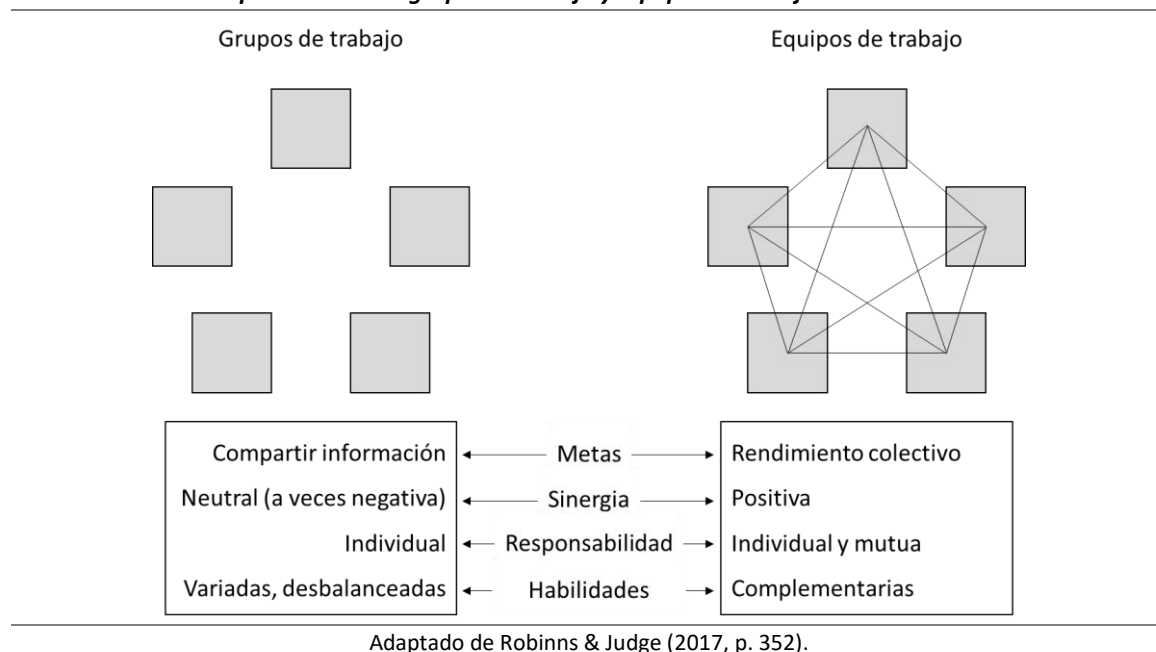 Grupos de trabajo Equipos de trabajo
Compartir información Metas Rendimiento colectivo
Neutral (a veces negativa) Sinergia Positiva
Individual Responsabilidad Individual y mutua
Variadas, desbalanceadas Habilidades Complementarias
Adaptado de Robinns & Judge (2017, p. 352).